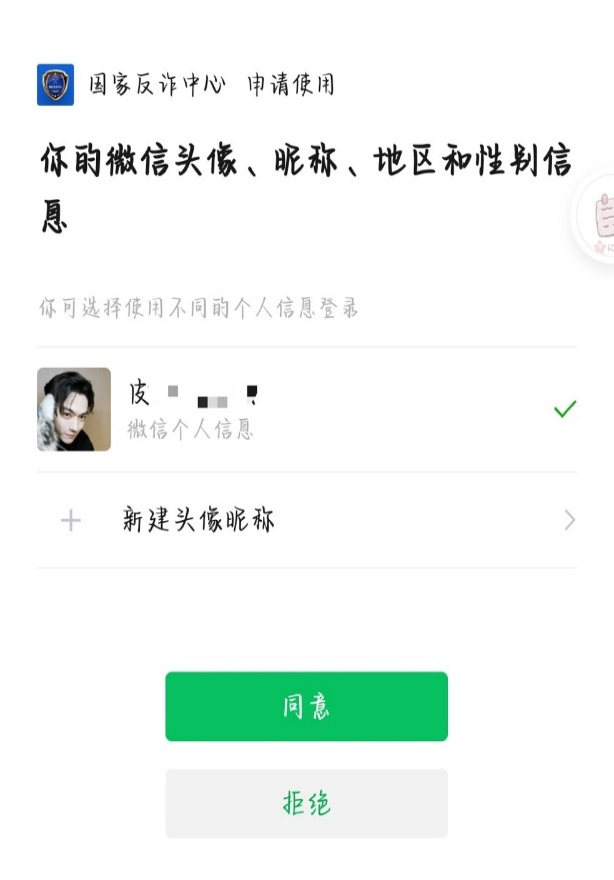 国家反诈中心 申请使用
你的微信头像、昵称、地区和性别信
息
你可选择使用不同的个人信息登录
微信个人信息
新建头像昵称
同意
拒绝